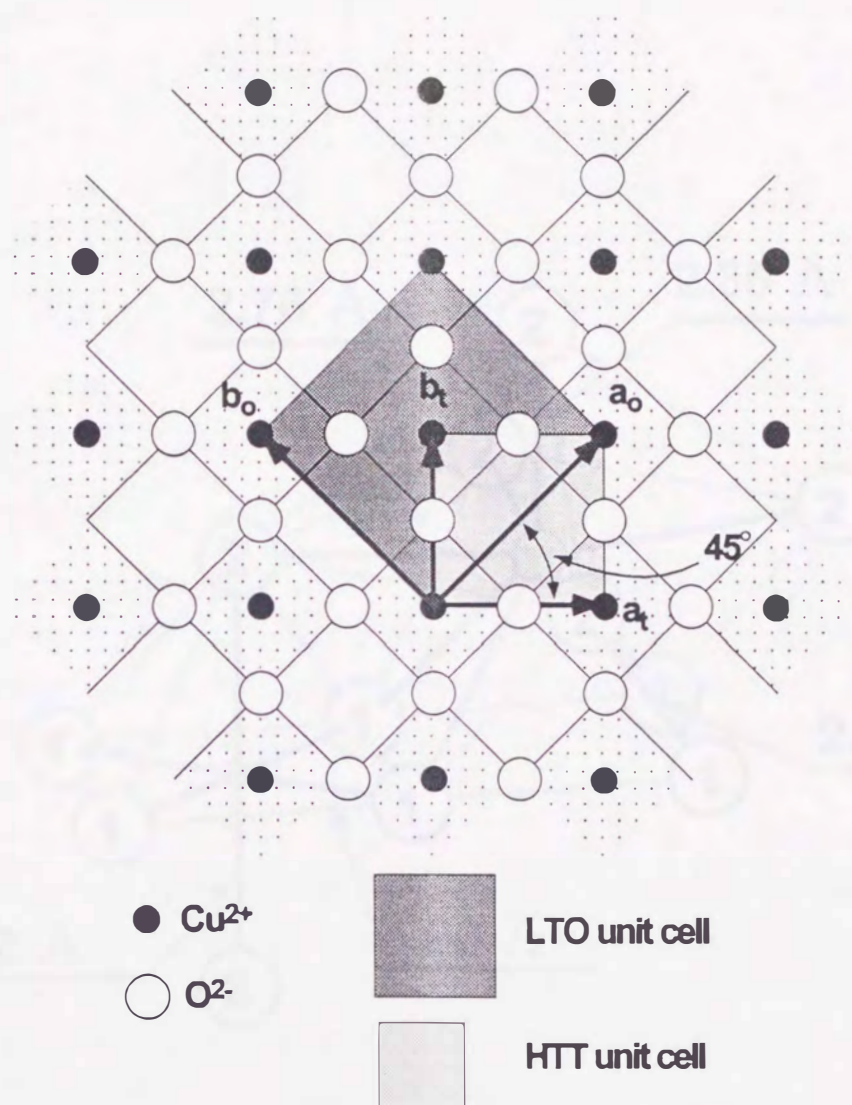 bₒ
bₜ
aₒ
45°
aₜ
Cu²⁺
LTO unit cell
O²⁻
HTT unit cell